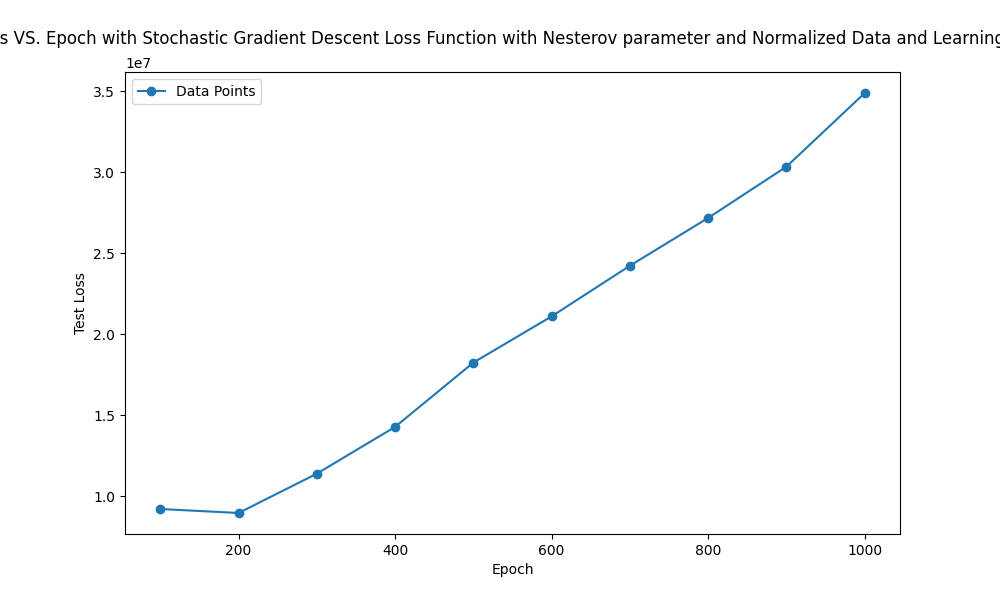 s VS. Epoch with Stochastic Gradient Descent Loss Function with Nesterov parameter and Normalized Data and Learning
1e7
Data Points
3.5
3.0
2.5
2.0
1.5
1.0
Test Loss
200 400 600 800 1000
Epoch